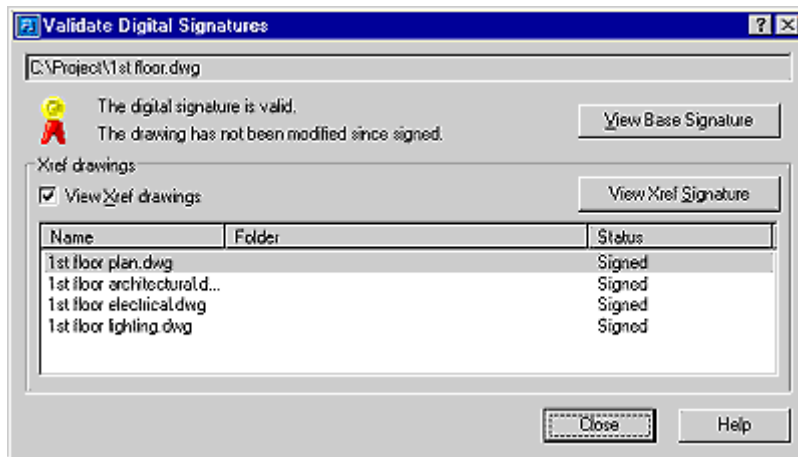 Validate Digital Signatures
C:\Project\1st floor.dwg
The digital signature is valid.
The drawing has not been modified since signed.
View Base Signature
Xref drawings
View Xref drawings
View Xref Signature
Name Folder Status
1st floor plan.dwg Signed
1st floor architectural.d... Signed
1st floor electrical.dwg Signed
1st floor lighting.dwg Signed
Close Help